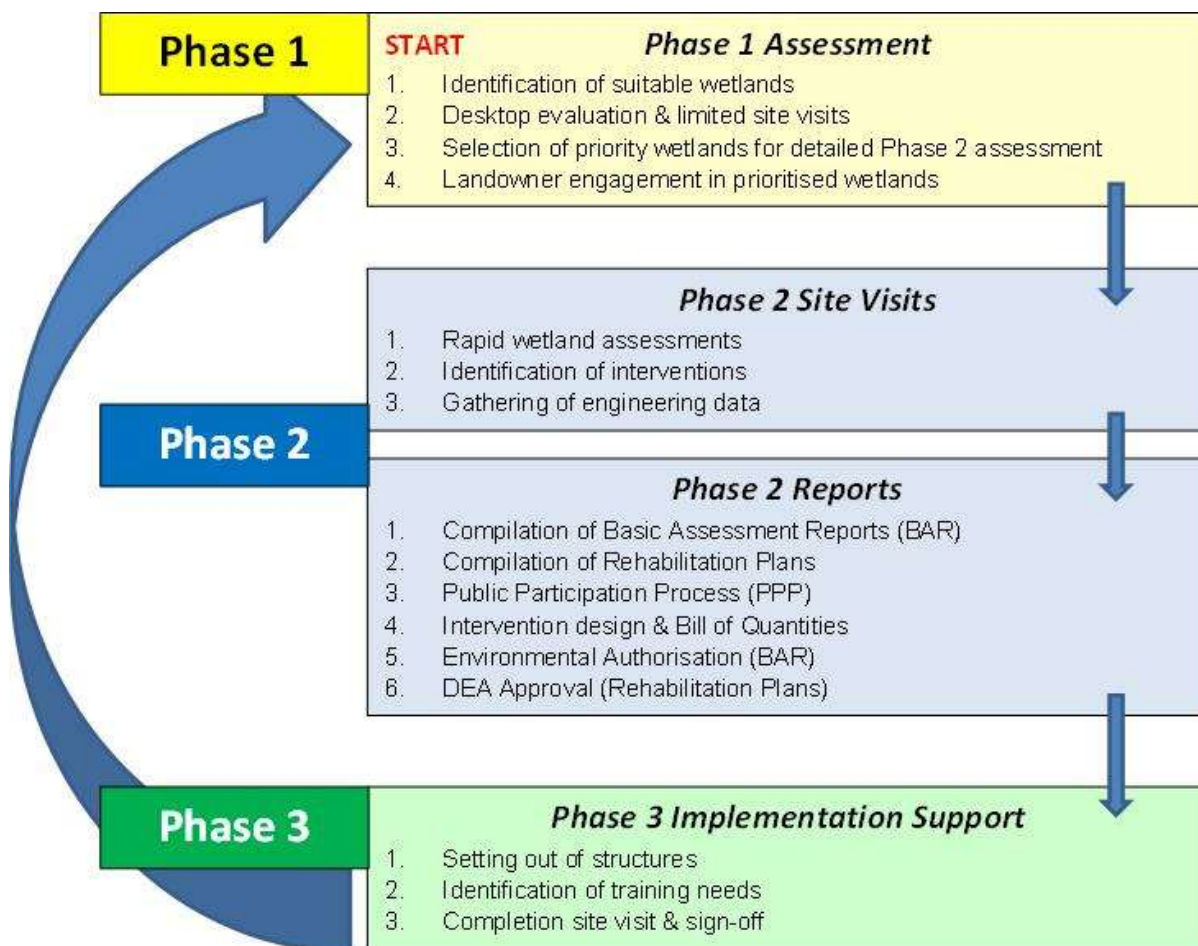 Phase 1
START Phase 1 Assessment
1. Identification of suitable wetlands
2. Desktop evaluation & limited site visits
3. Selection of priority wetlands for detailed Phase 2 assessment
4. Landowner engagement in prioritised wetlands
Phase 2
Phase 2 Site Visits
1. Rapid wetland assessments
2. Identification of interventions
3. Gathering of engineering data
Phase 2 Reports
1. Compilation of Basic Assessment Reports (BAR)
2. Compilation of Rehabilitation Plans
3. Public Participation Process (PPP)
4. Intervention design & Bill of Quantities
5. Environmental Authorisation (BAR)
6. DEA Approval (Rehabilitation Plans)
Phase 3
Phase 3 Implementation Support
1. Setting out of structures
2. Identification of training needs
3. Completion site visit & sign-off